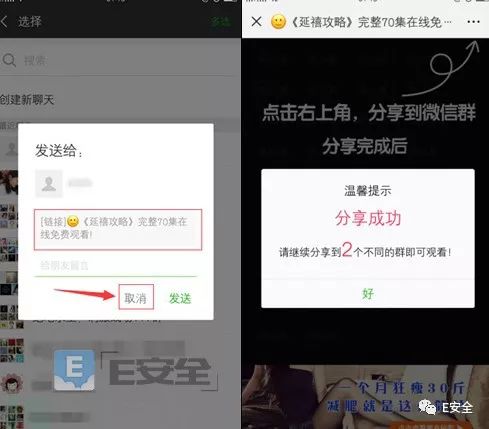 选择
多选
搜索
创建新聊天
发送给：
[链接]🙂《延禧攻略》完整70集在
线免费观看!
给朋友留言
取消
发送
E安全
🙂《延禧攻略》完整70集在线免…
点击右上角，分享到微信群
分享完成后
温馨提示
分享成功
请继续分享到2个不同的群即可观看！
好
一个月狂瘦30斤
减肥就是这
E安全